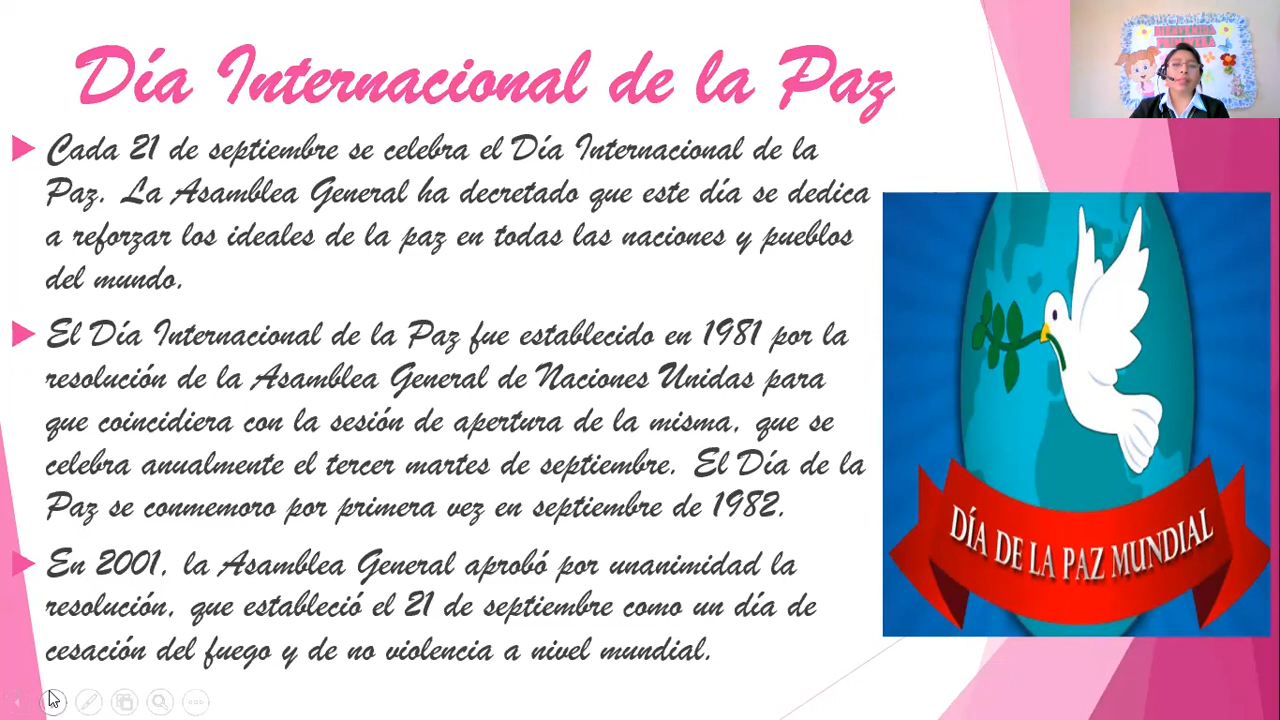 Día Internacional de la Paz
Cada 21 de septiembre se celebra el Día Internacional de la
Paz. La Asamblea General ha decretado que este día se dedica
a reforzar los ideales de la paz en todas las naciones y pueblos
del mundo.
El Día Internacional de la Paz fue establecido en 1981 por la
resolución de la Asamblea General de Naciones Unidas para
que coincidiera con la sesión de apertura de la misma, que se
celebra anualmente el tercer martes de septiembre. El Día de la
Paz se conmemoro por primera vez en septiembre de 1982.
En 2001, la Asamblea General aprobó por unanimidad la
resolución, que estableció el 21 de septiembre como un día de
cesación del fuego y de no violencia a nivel mundial.
DÍA DE LA PAZ MUNDIAL
BIENVENIDA
PRIMAVERA